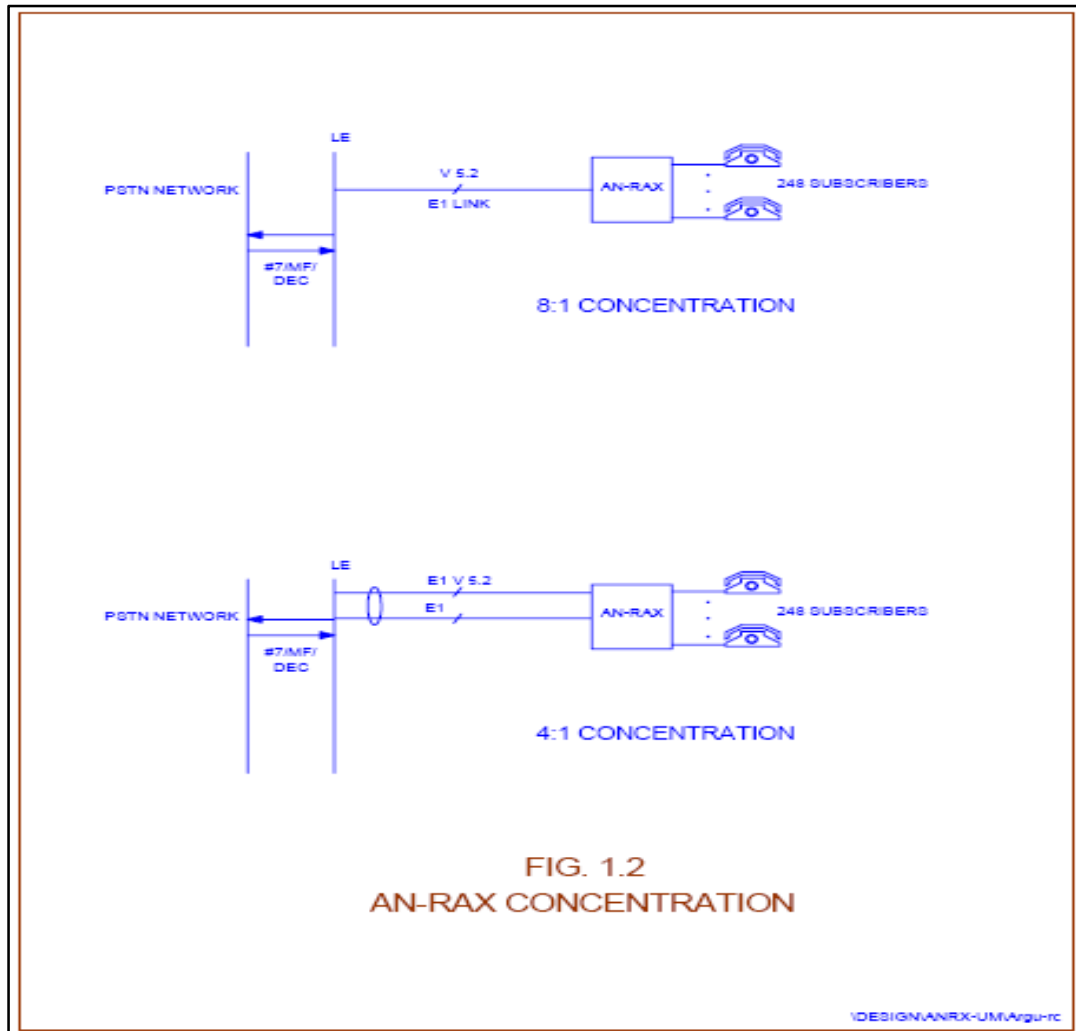 LE
V 5.2
PSTN NETWORK
AN-RAX
248 SUBSCRIBERS
E1 LINK
#7/MF/
DEC
8:1 CONCENTRATION
LE
E1 V 5.2
PSTN NETWORK
E1
AN-RAX
248 SUBSCRIBERS
#7/MF/
DEC
4:1 CONCENTRATION
FIG. 1.2
AN-RAX CONCENTRATION
\DESIGN\ANRX-UM\Argu-rc